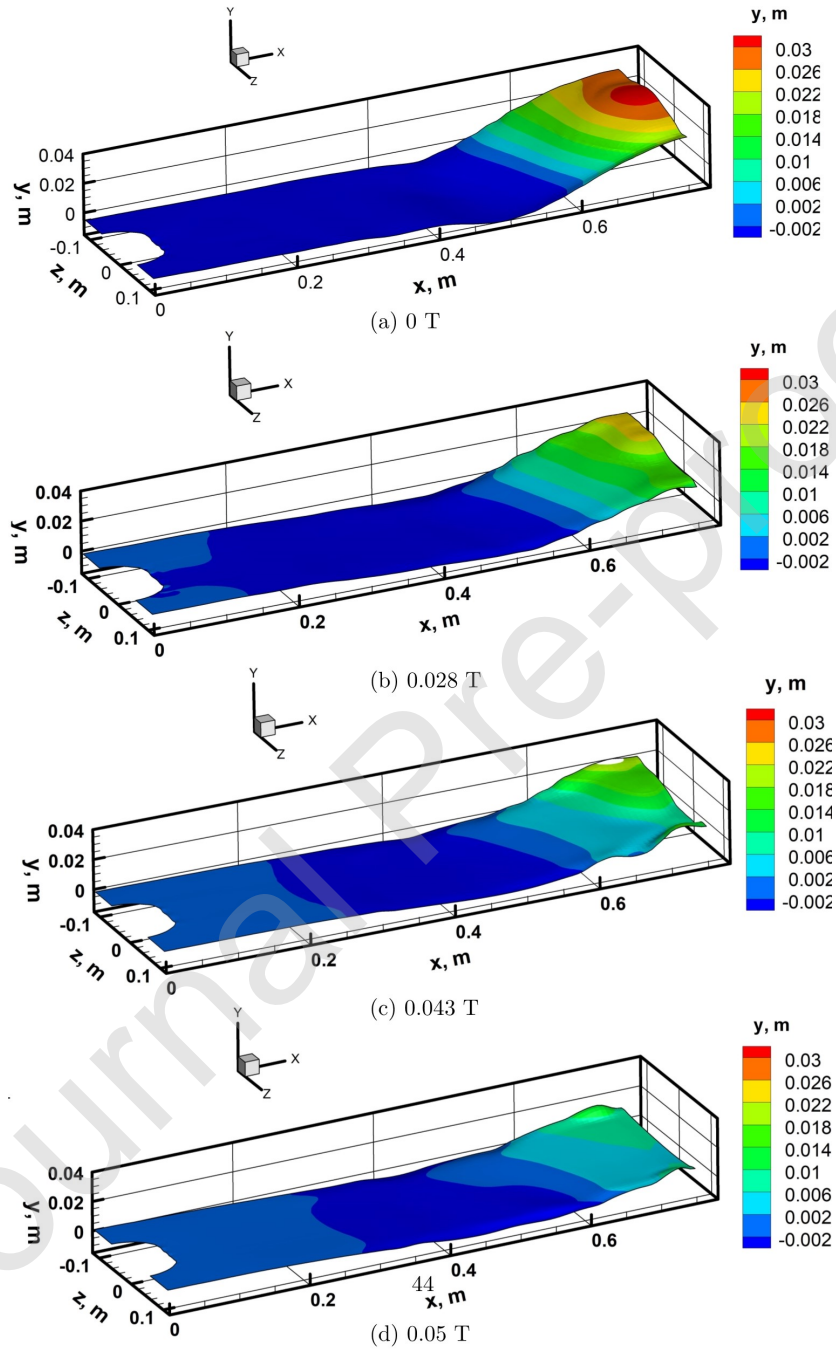 y, m
0.03
0.026
0.022
0.018
0.014
0.01
0.006
0.002
-0.002
Y
X
Z
0.04
0.02
0
y, m
-0.1
0
0.1
z, m
0
0.2
0.4
0.6
x, m
(a) 0 T
y, m
0.03
0.026
0.022
0.018
0.014
0.01
0.006
0.002
-0.002
Y
X
Z
0.04
0.02
0
y, m
-0.1
0
0.1
z, m
0
0.2
0.4
0.6
x, m
(b) 0.028 T
y, m
0.03
0.026
0.022
0.018
0.014
0.01
0.006
0.002
-0.002
Y
X
Z
0.04
0.02
0
y, m
-0.1
0
0.1
z, m
0
0.2
0.4
0.6
x, m
(c) 0.043 T
y, m
0.03
0.026
0.022
0.018
0.014
0.01
0.006
0.002
-0.002
Y
X
Z
0.04
0.02
0
y, m
-0.1
0
0.1
z, m
0
0.2
0.4
0.6
x, m
44
(d) 0.05 T
Journal Pre-proo